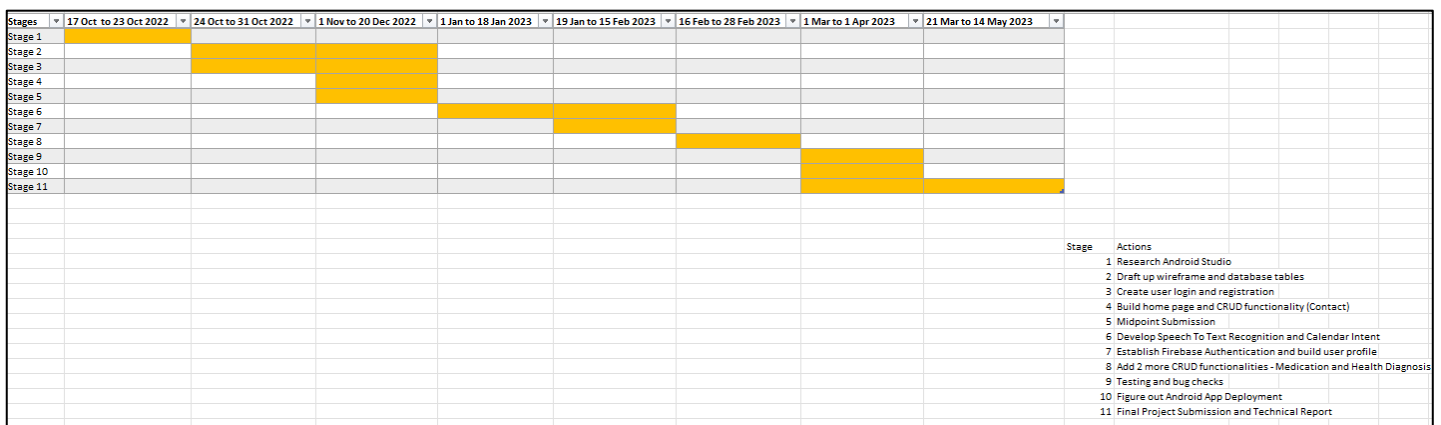 Stages 17 Oct to 23 Oct 2022 24 Oct to 31 Oct 2022 1 Nov to 20 Dec 2022 1 Jan to 18 Jan 2023 19 Jan to 15 Feb 2023 16 Feb to 28 Feb 2023 1 Mar to 1 Apr 2023 21 Mar to 14 May 2023
Stage 1
Stage 2
Stage 3
Stage 4
Stage 5
Stage 6
Stage 7
Stage 8
Stage 9
Stage 10
Stage 11
Stage Actions
1 Research Android Studio
2 Draft up wireframe and database tables
3 Create user login and registration
4 Build home page and CRUD functionality (Contact)
5 Midpoint Submission
6 Develop Speech To Text Recognition and Calendar Intent
7 Establish Firebase Authentication and build user profile
8 Add 2 more CRUD functionalities - Medication and Health Diagnosis
9 Testing and bug checks
10 Figure out Android App Deployment
11 Final Project Submission and Technical Report